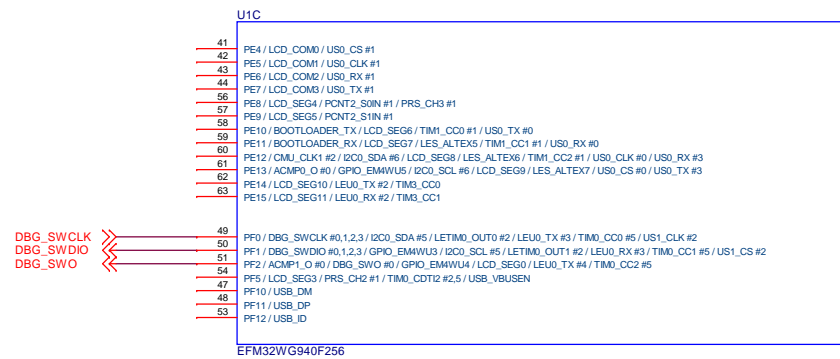 U1C
41 PE4 / LCD_COM0 / US0_CS #1
42 PE5 / LCD_COM1 / US0_CLK #1
43 PE6 / LCD_COM2 / US0_RX #1
44 PE7 / LCD_COM3 / US0_TX #1
56 PE8 / LCD_SEG4 / PCNT2_S0IN #1 / PRS_CH3 #1
57 PE9 / LCD_SEG5 / PCNT2_S1IN #1
58 PE10 / BOOTLOADER_TX / LCD_SEG6 / TIM1_CC0 #1 / US0_TX #0
59 PE11 / BOOTLOADER_RX / LCD_SEG7 / LES_ALTEX5 / TIM1_CC1 #1 / US0_RX #0
60 PE12 / CMU_CLK1 #2 / I2C0_SDA #6 / LCD_SEG8 / LES_ALTEX6 / TIM1_CC2 #1 / US0_CLK #0 / US0_RX #3
61 PE13 / ACMP0_O #0 / GPIO_EM4WU5 / I2C0_SCL #6 / LCD_SEG9 / LES_ALTEX7 / US0_CS #0 / US0_TX #3
62 PE14 / LCD_SEG10 / LEU0_TX #2 / TIM3_CC0
63 PE15 / LCD_SEG11 / LEU0_RX #2 / TIM3_CC1
DBG_SWCLK 49 PF0 / DBG_SWCLK #0,1,2,3 / I2C0_SDA #5 / LETIM0_OUT0 #2 / LEU0_TX #3 / TIM0_CC0 #5 / US1_CLK #2
DBG_SWDIO 50 PF1 / DBG_SWDIO #0,1,2,3 / GPIO_EM4WU3 / I2C0_SCL #5 / LETIM0_OUT1 #2 / LEU0_RX #3 / TIM0_CC1 #5 / US1_CS #2
DBG_SWO 51 PF2 / ACMP1_O #0 / DBG_SWO #0 / GPIO_EM4WU4 / LCD_SEG0 / LEU0_TX #4 / TIM0_CC2 #5
54 PF5 / LCD_SEG3 / PRS_CH2 #1 / TIM0_CDTI2 #2,5 / USB_VBUSEN
47 PF10 / USB_DM
48 PF11 / USB_DP
53 PF12 / USB_ID
EFM32WG940F256